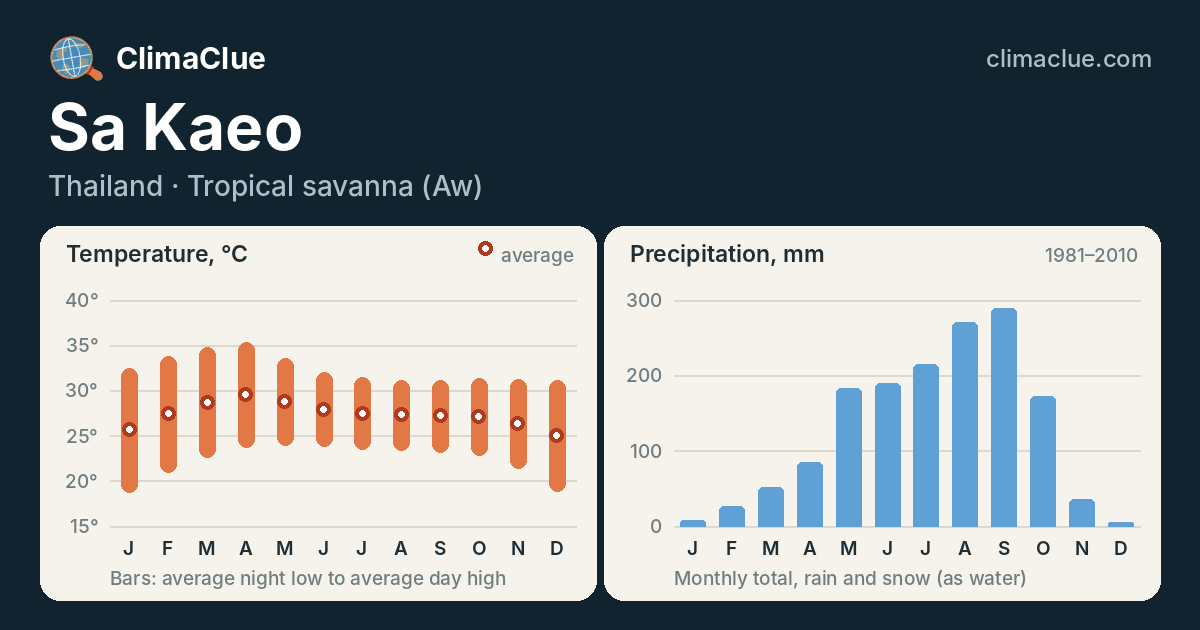 ClimaClue
climaclue.com
Sa Kaeo
Thailand · Tropical savanna (Aw)
Temperature, °C
average
40°
35°
30°
25°
20°
15°
J F M A M J J A S O N D
Bars: average night low to average day high
Precipitation, mm
1981–2010
300
200
100
0
J F M A M J J A S O N D
Monthly total, rain and snow (as water)